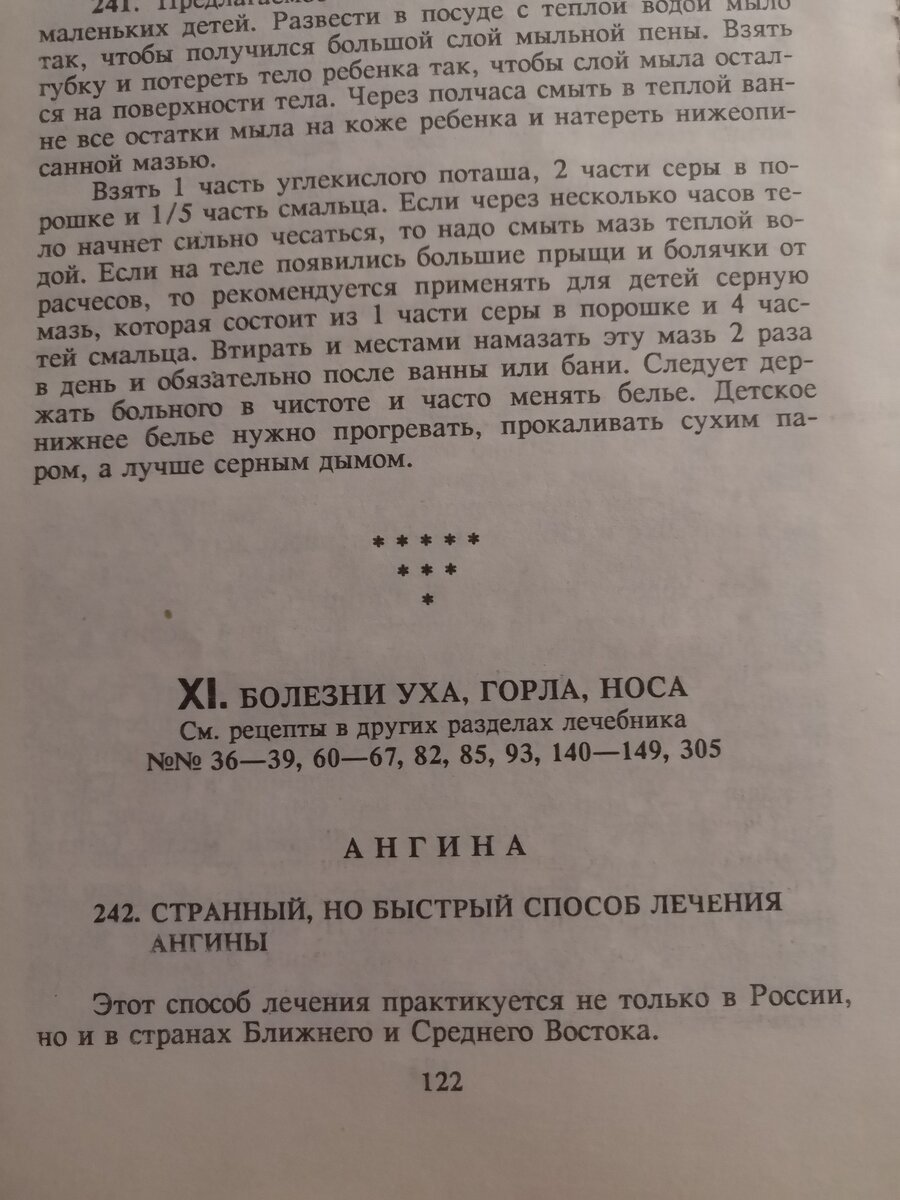 241. Предлагаемое
маленьких детей. Развести в посуде с теплой водой мыло
так, чтобы получился большой слой мыльной пены. Взять
губку и потереть тело ребенка так, чтобы слой мыла остал-
ся на поверхности тела. Через полчаса смыть в теплой ван-
не все остатки мыла на коже ребенка и натереть нижеопи-
санной мазью.
Взять 1 часть углекислого поташа, 2 части серы в по-
рошке и 1/5 часть смальца. Если через несколько часов те-
ло начнет сильно чесаться, то надо смыть мазь теплой во-
дой. Если на теле появились большие прыщи и болячки от
расчесов, то рекомендуется применять для детей серную
мазь, которая состоит из 1 части серы в порошке и 4 час-
тей смальца. Втирать и местами намазать эту мазь 2 раза
в день и обязательно после ванны или бани. Следует дер-
жать больного в чистоте и часто менять белье. Детское
нижнее белье нужно прогревать, прокаливать сухим па-
ром, а лучше серным дымом.
* * * * *
* * *
*
XI. БОЛЕЗНИ УХА, ГОРЛА, НОСА
См. рецепты в других разделах лечебника
№№ 36—39, 60—67, 82, 85, 93, 140—149, 305
АНГИНА
242. СТРАННЫЙ, НО БЫСТРЫЙ СПОСОБ ЛЕЧЕНИЯ
АНГИНЫ
Этот способ лечения практикуется не только в России,
но и в странах Ближнего и Среднего Востока.
122